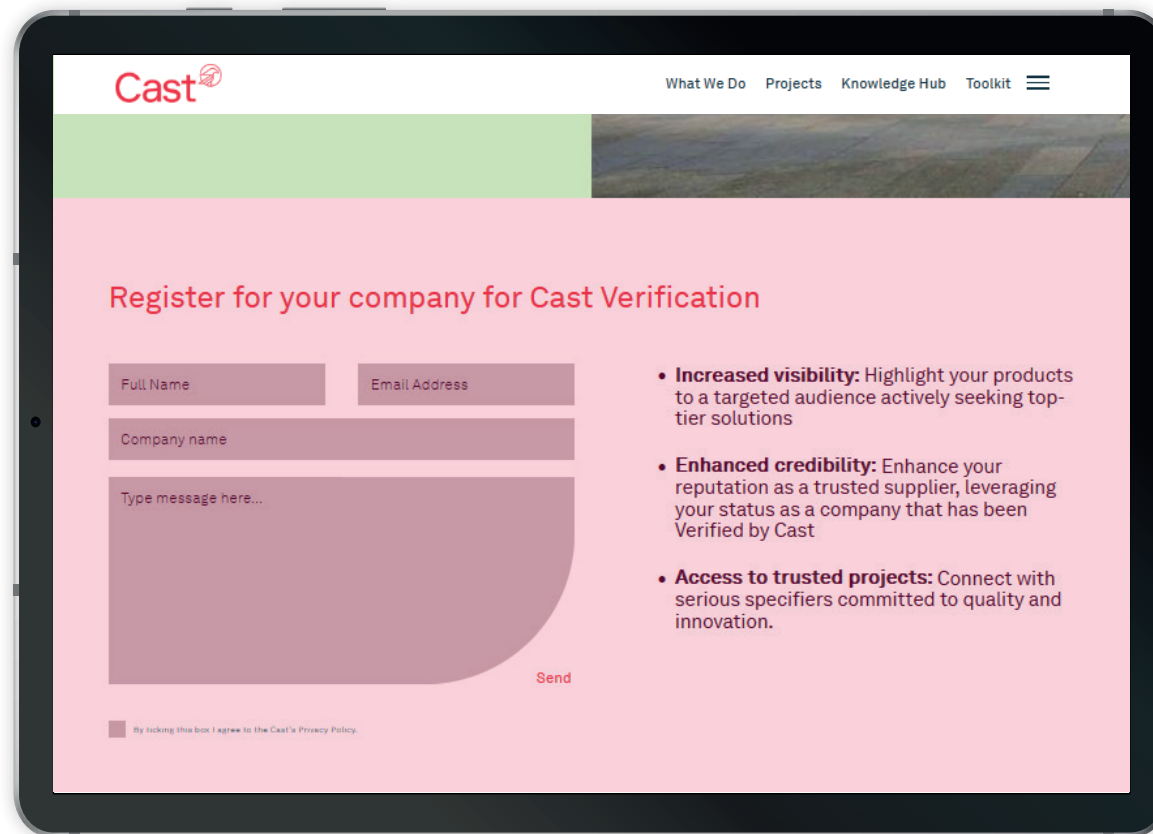 Cast
What We Do Projects Knowledge Hub Toolkit
Register for your company for Cast Verification
Full Name
Email Address
Company name
Type message here...
Send
By ticking this box I agree to the Cast's Privacy Policy.
• Increased visibility: Highlight your products
to a targeted audience actively seeking top-
tier solutions
• Enhanced credibility: Enhance your
reputation as a trusted supplier, leveraging
your status as a company that has been
Verified by Cast
• Access to trusted projects: Connect with
serious specifiers committed to quality and
innovation.